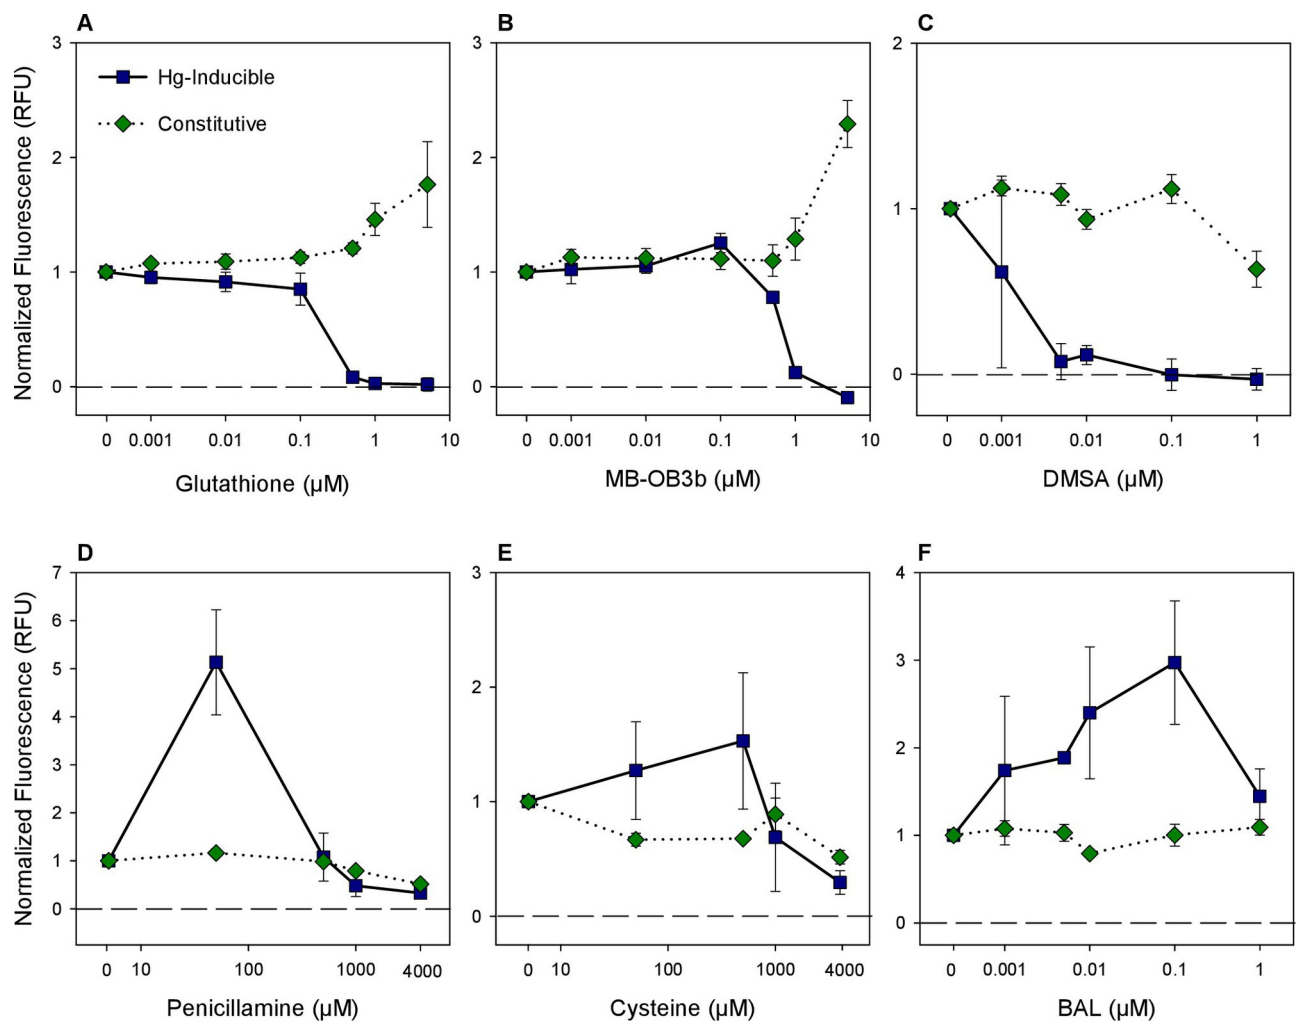 A
B
C
Normalized Fluorescence (RFU)
3
2
1
0
Hg-Inducible
Constitutive
3
2
1
0
2
1
0
0 0.001 0.01 0.1 1 10
0 0.001 0.01 0.1 1 10
0 0.001 0.01 0.1 1
Glutathione (µM)
MB-OB3b (µM)
DMSA (µM)
D
E
F
Normalized Fluorescence (RFU)
7
6
5
4
3
2
1
0
3
2
1
0
4
3
2
1
0
0 10 100 1000 4000
0 10 100 1000 4000
0 0.001 0.01 0.1 1
Penicillamine (µM)
Cysteine (µM)
BAL (µM)